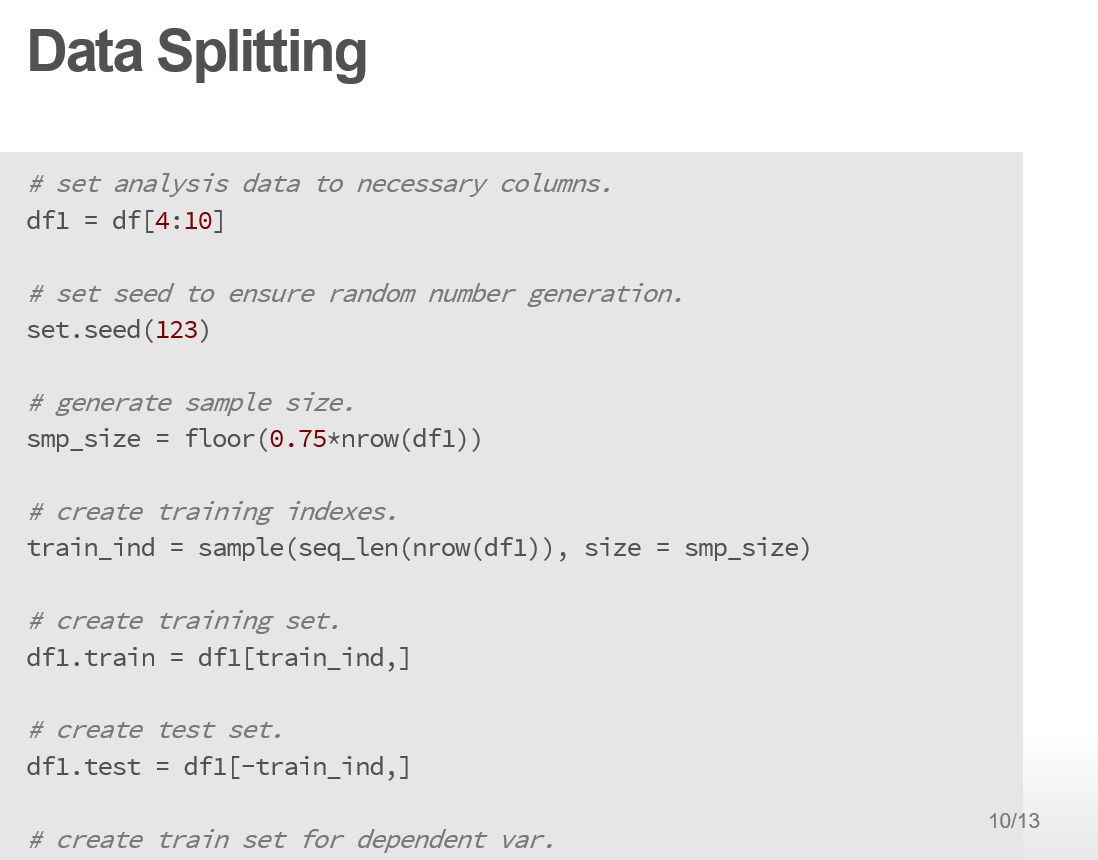 Data Splitting
# set analysis data to necessary columns.
df1 = df[4:10]
# set seed to ensure random number generation.
set.seed(123)
# generate sample size.
smp_size = floor(0.75*nrow(df1))
# create training indexes.
train_ind = sample(seq_len(nrow(df1)), size = smp_size)
# create training set.
df1.train = df1[train_ind,]
# create test set.
df1.test = df1[-train_ind,]
# create train set for dependent var.
10/13